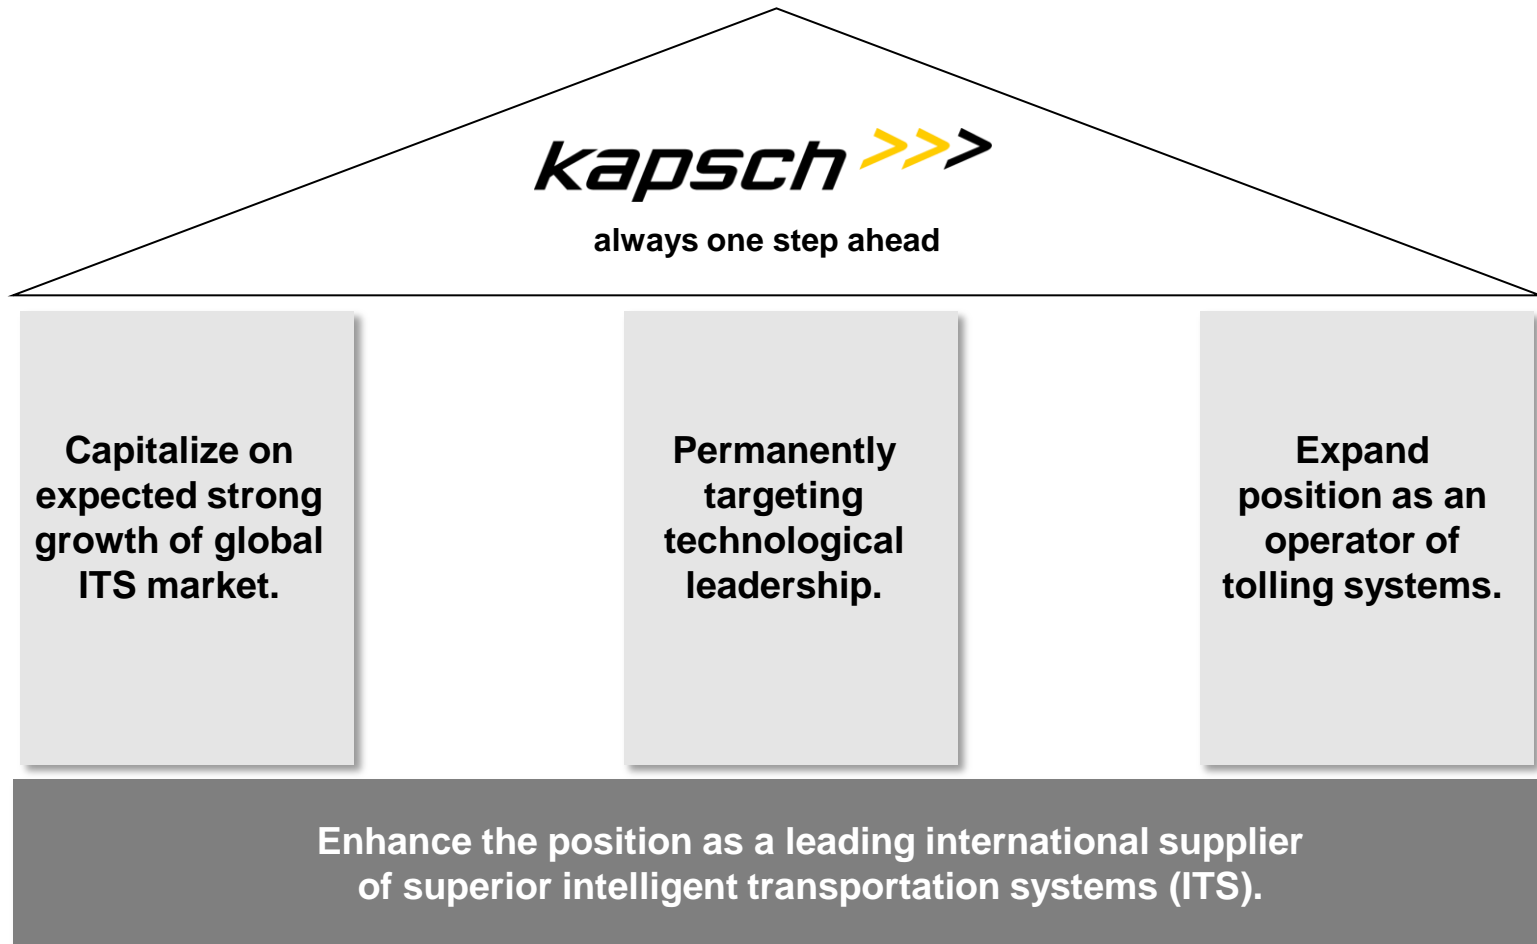 kapsch >>>
always one step ahead
Capitalize on
expected strong
growth of global
ITS market.
Permanently
targeting
technological
leadership.
Expand
position as an
operator of
tolling systems.
Enhance the position as a leading international supplier
of superior intelligent transportation systems (ITS).